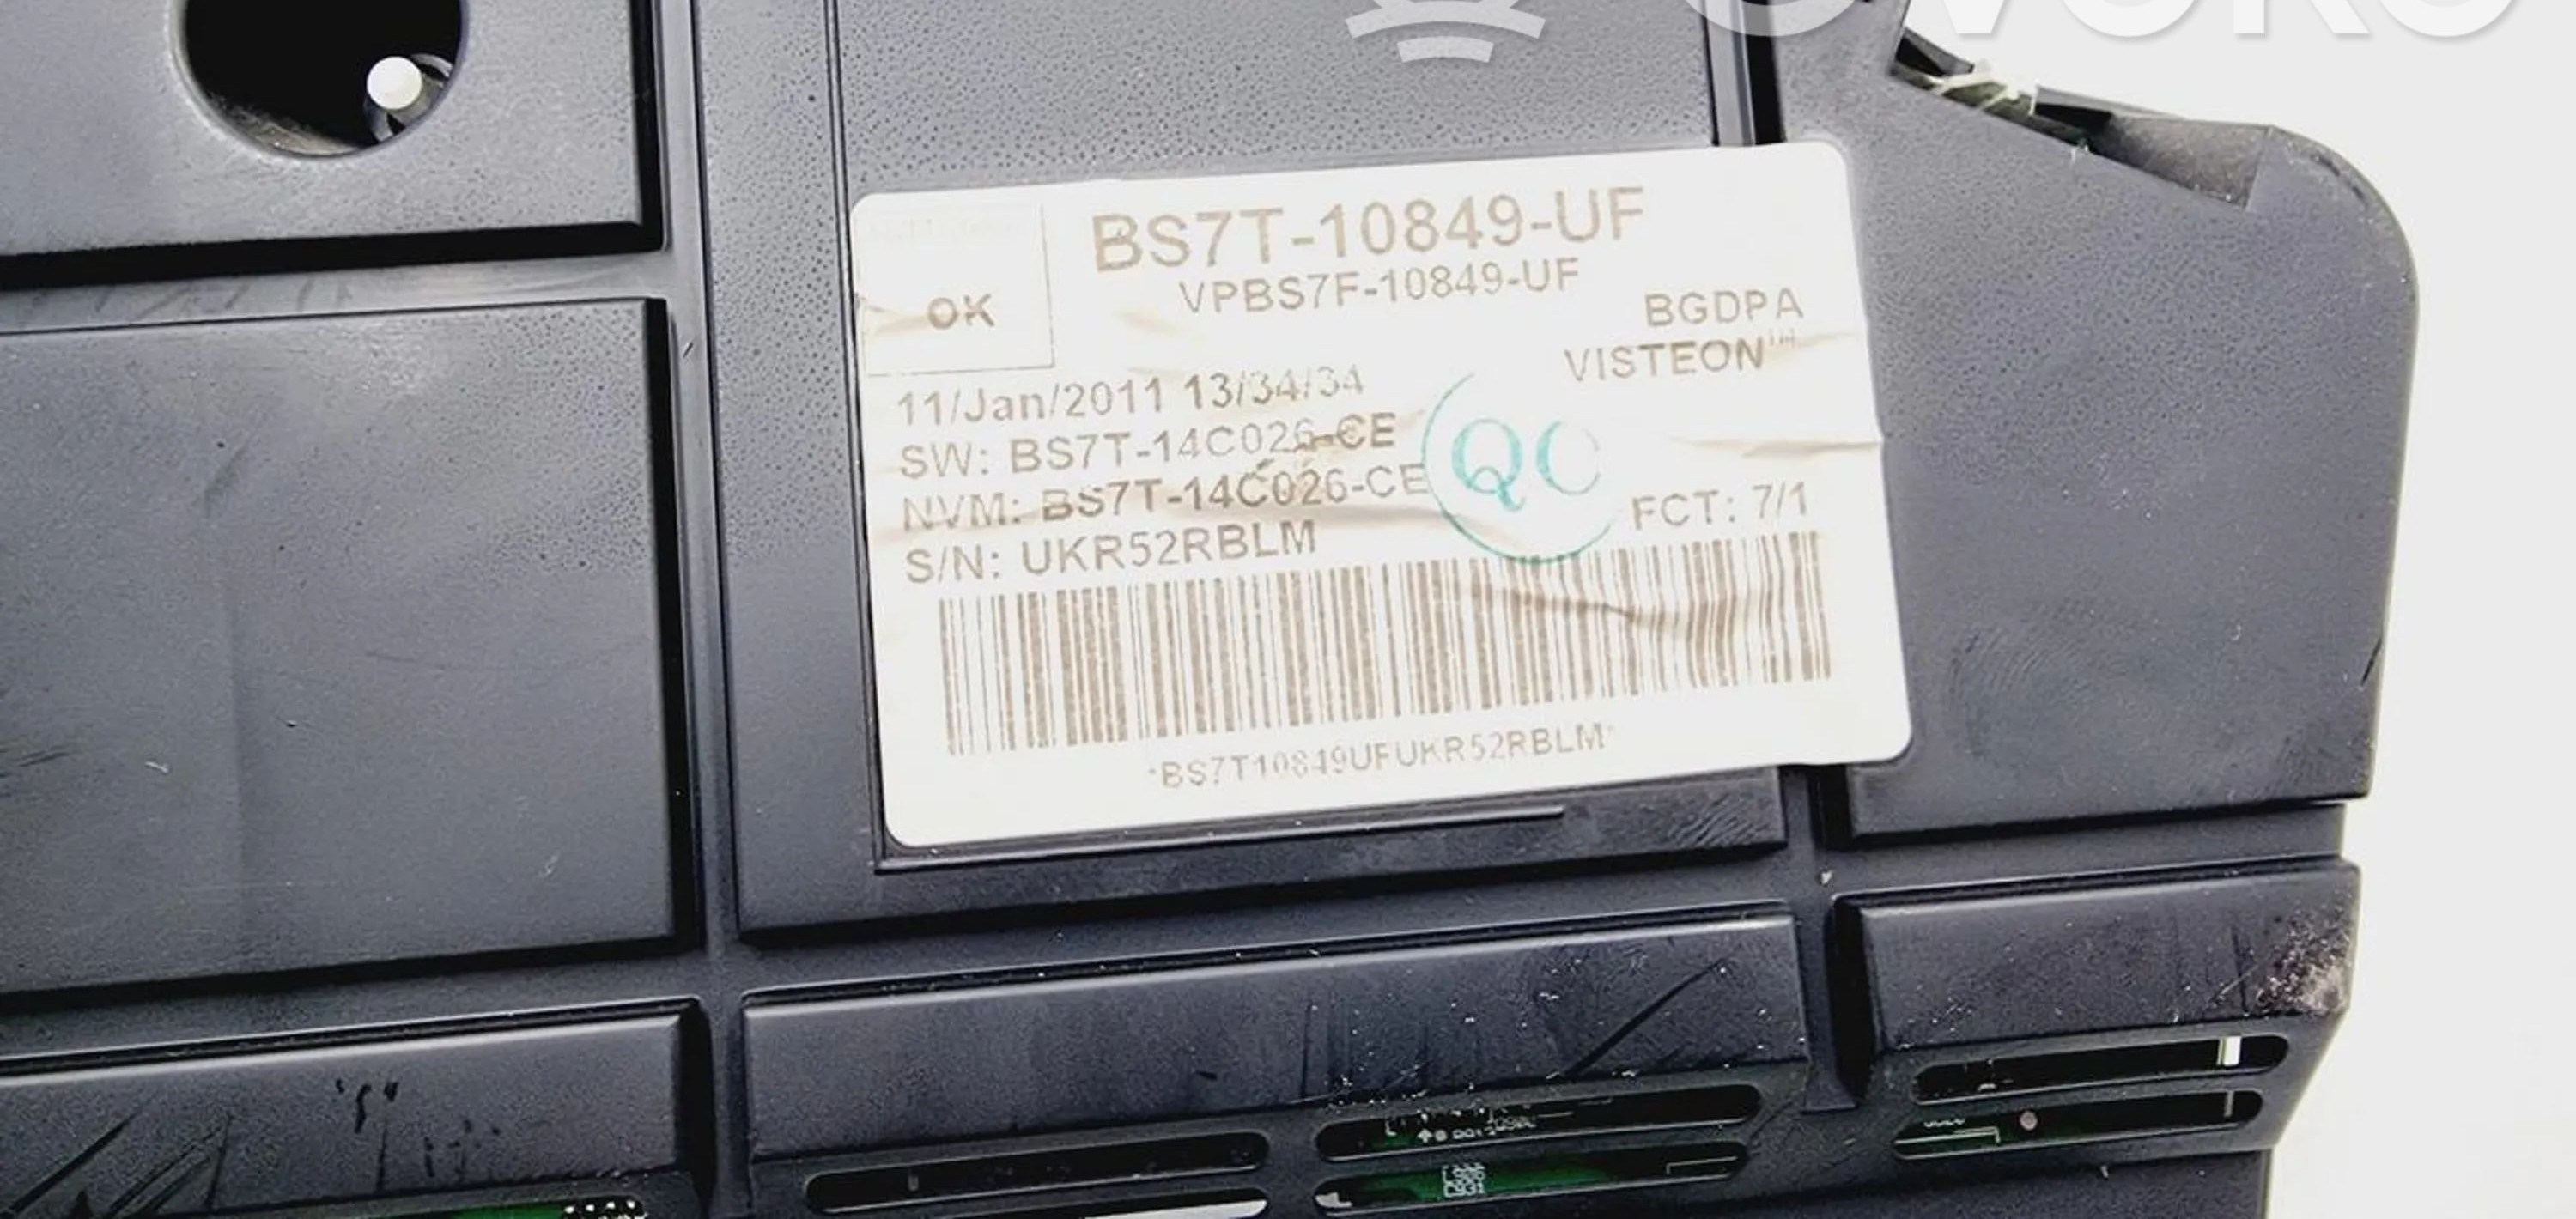 BS7T-10849-UF
VPBS7F-10849-UF
OK
BGDPA
VISTEON™
11/Jan/2011 13/34/34
SW: BS7T-14C026-CE
NVM: BS7T-14C026-CE
QC
FCT: 7/1
S/N: UKR52RBLM
*BS7T10849UFUKR52RBLM*